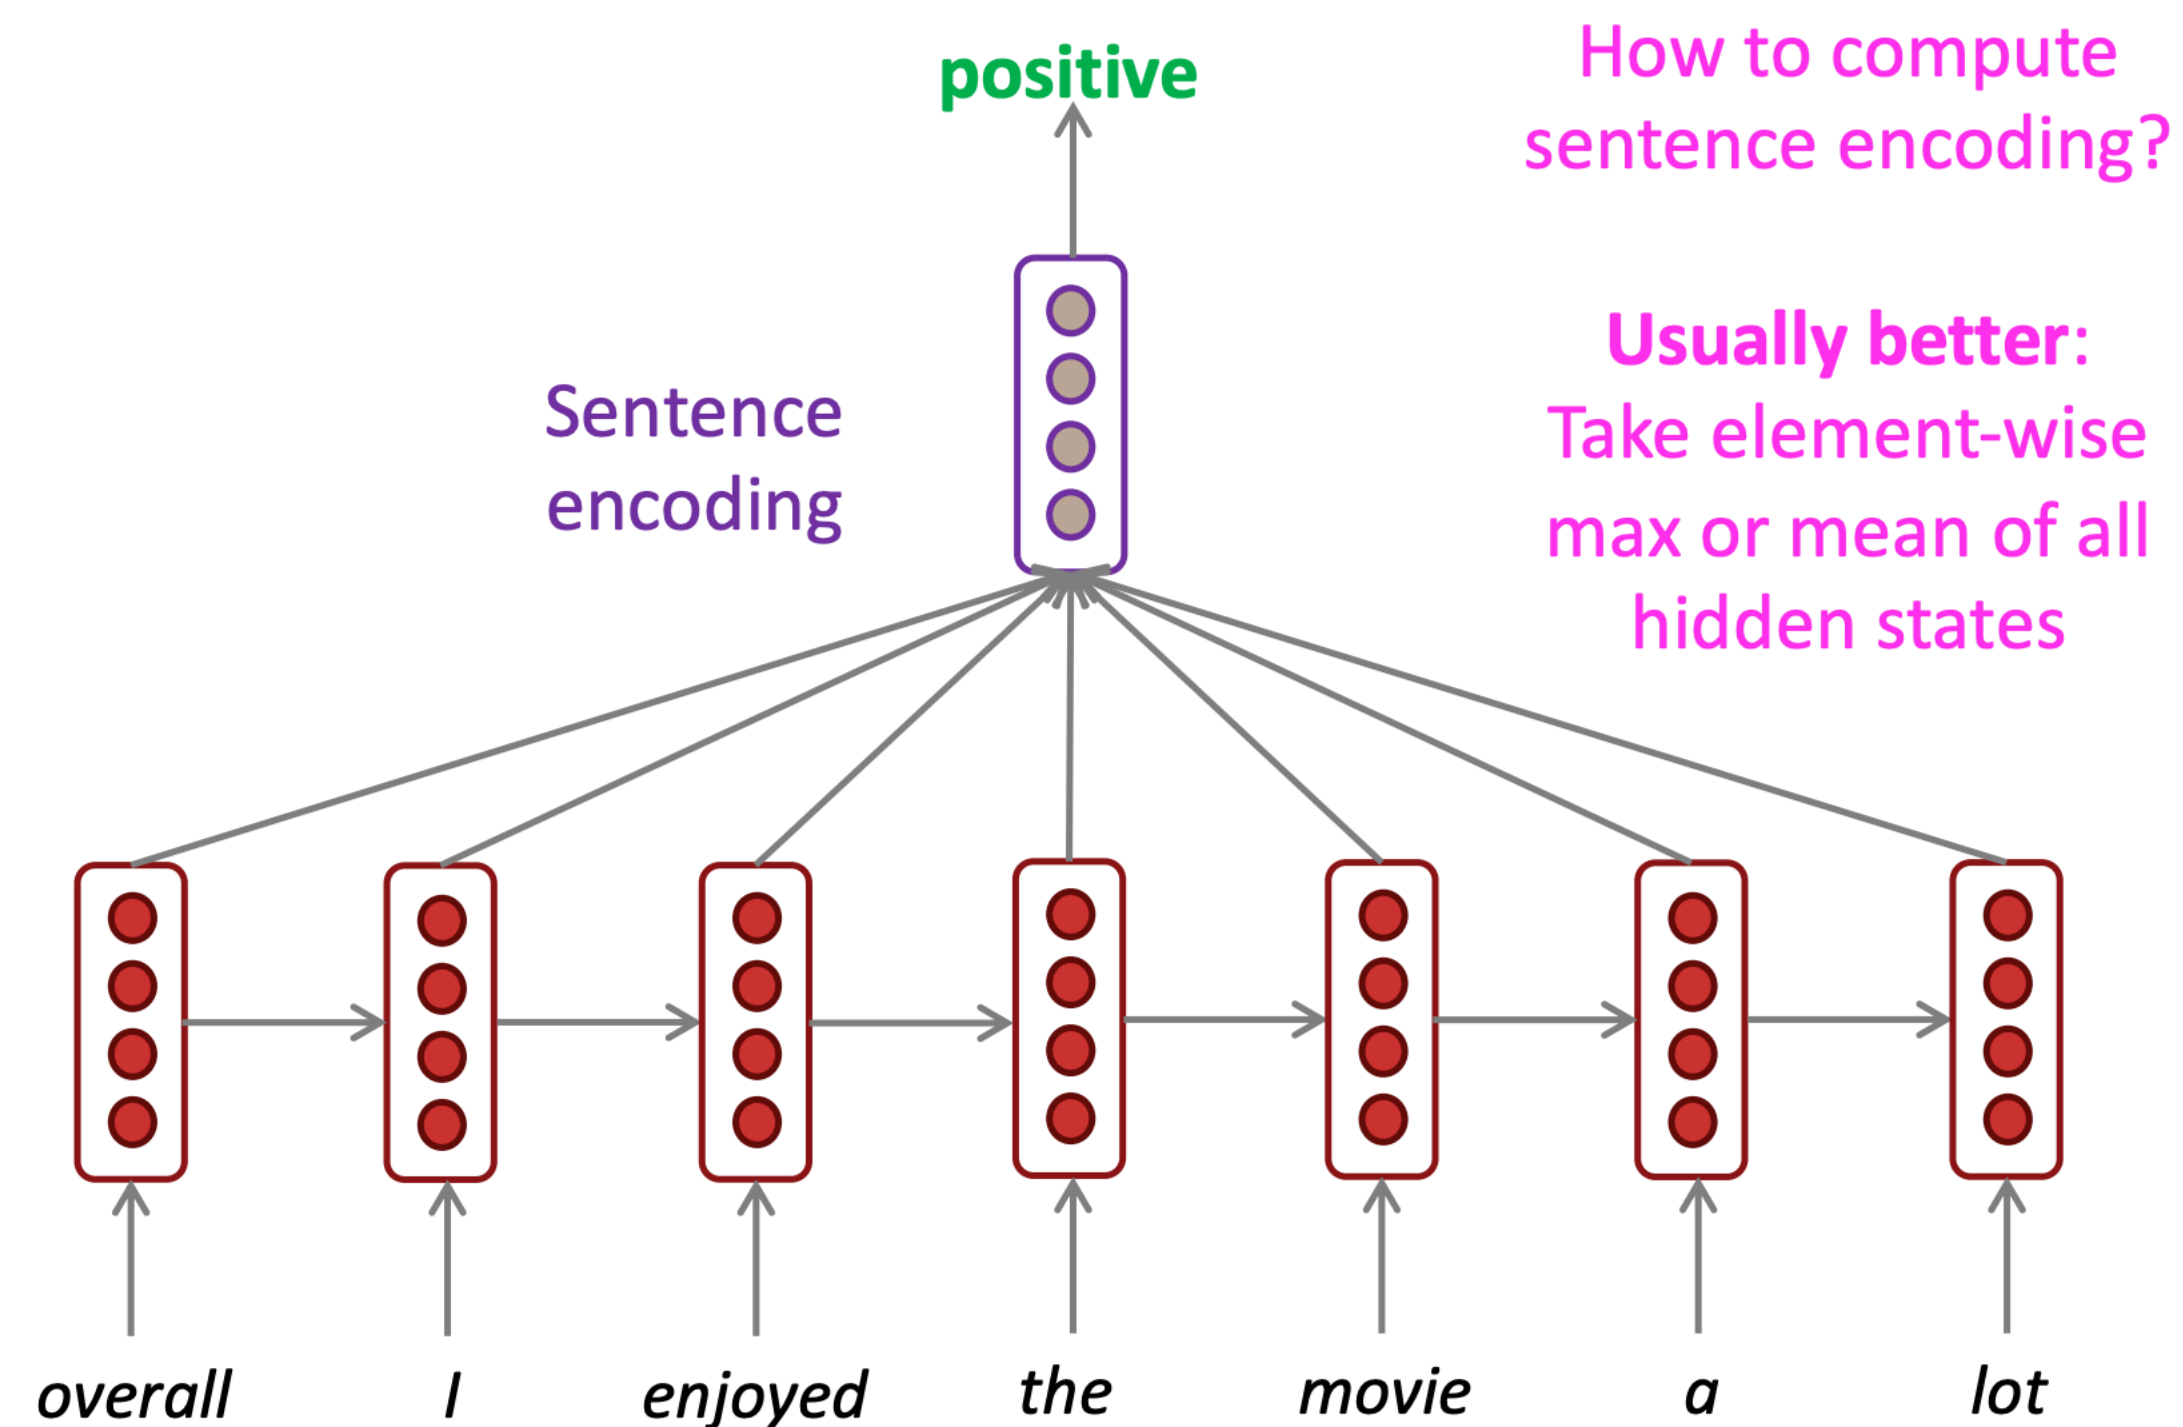 positive
How to compute
sentence encoding?
Sentence
encoding
Usually better:
Take element-wise
max or mean of all
hidden states
overall I enjoyed the movie a lot